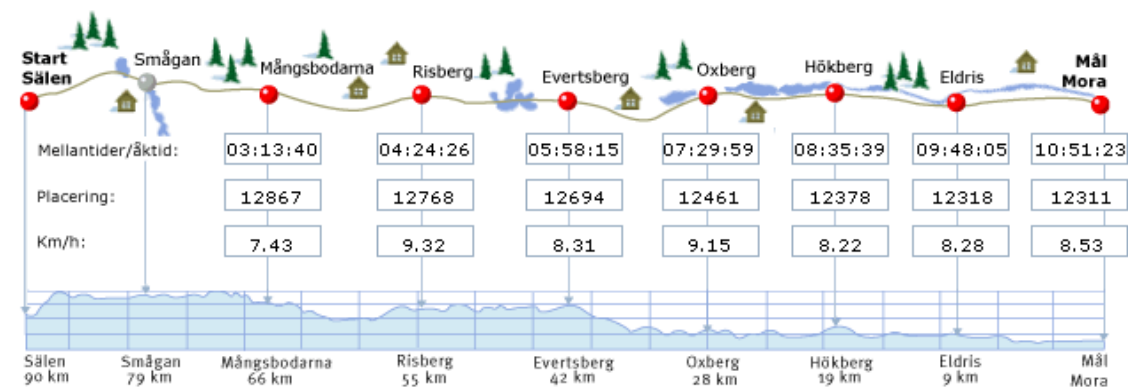 Start
Sälen
Smågan
Mångsbodarna
Risberg
Evertsberg
Oxberg
Hökberg
Eldris
Mål
Mora
Mellantider/åktid: 03:13:40 04:24:26 05:58:15 07:29:59 08:35:39 09:48:05 10:51:23
Placering: 12867 12768 12694 12461 12378 12318 12311
Km/h: 7.43 9.32 8.31 9.15 8.22 8.28 8.53
Sälen Smågan Mångsbodarna Risberg Evertsberg Oxberg Hökberg Eldris Mål
90 km 79 km 66 km 55 km 42 km 28 km 19 km 9 km Mora